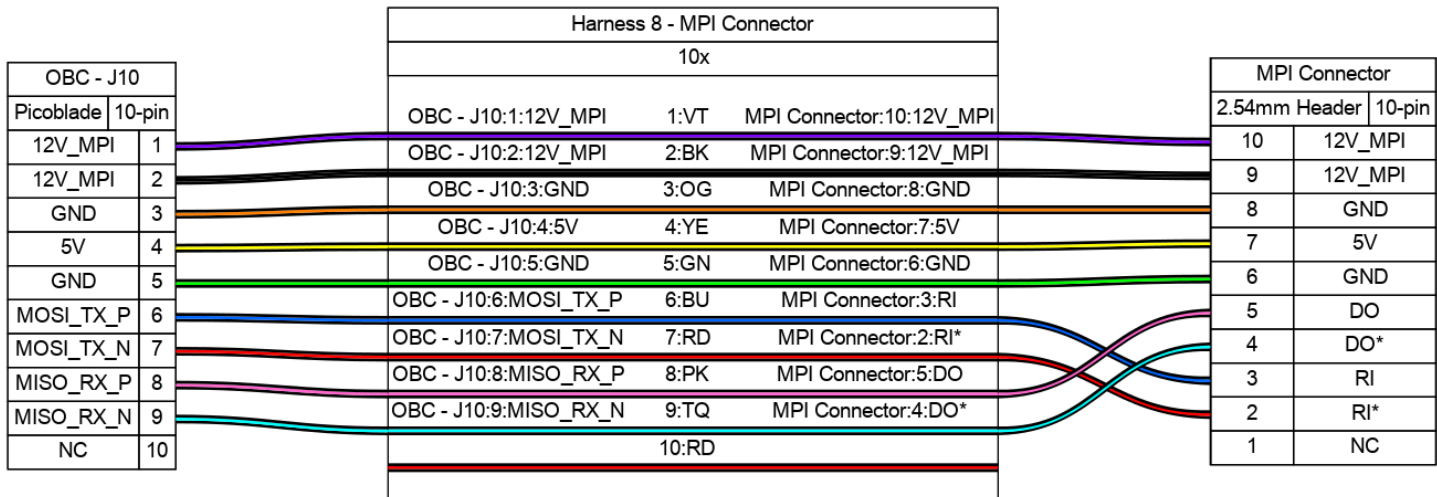 Harness 8 - MPI Connector
10x
OBC - J10
Picoblade 10-pin
12V_MPI 1
12V_MPI 2
GND 3
5V 4
GND 5
MOSI_TX_P 6
MOSI_TX_N 7
MISO_RX_P 8
MISO_RX_N 9
NC 10
OBC - J10:1:12V_MPI 1:VT MPI Connector:10:12V_MPI
OBC - J10:2:12V_MPI 2:BK MPI Connector:9:12V_MPI
OBC - J10:3:GND 3:OG MPI Connector:8:GND
OBC - J10:4:5V 4:YE MPI Connector:7:5V
OBC - J10:5:GND 5:GN MPI Connector:6:GND
OBC - J10:6:MOSI_TX_P 6:BU MPI Connector:3:RI
OBC - J10:7:MOSI_TX_N 7:RD MPI Connector:2:RI*
OBC - J10:8:MISO_RX_P 8:PK MPI Connector:5:DO
OBC - J10:9:MISO_RX_N 9:TQ MPI Connector:4:DO*
10:RD
MPI Connector
2.54mm Header 10-pin
10 12V_MPI
9 12V_MPI
8 GND
7 5V
6 GND
5 DO
4 DO*
3 RI
2 RI*
1 NC